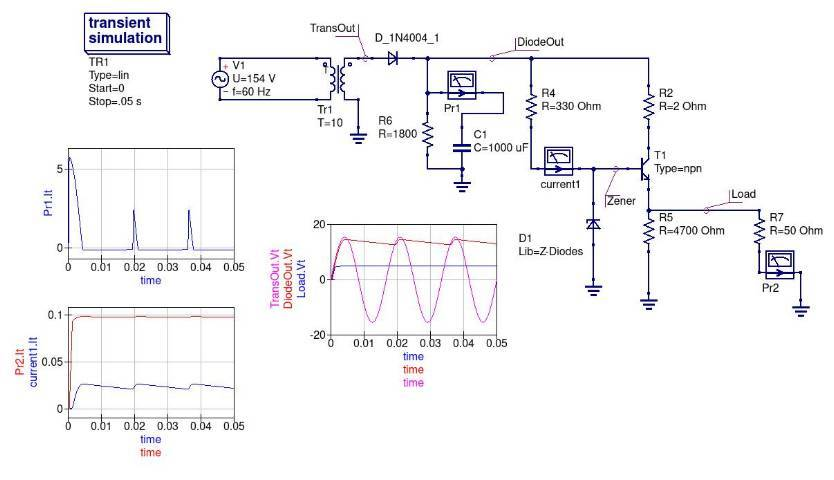 transient
simulation
TR1
Type=lin
Start=0
Stop=.05 s
V1
U=154 V
f=60 Hz
Tr1
T=10
TransOut
D_1N4004_1
DiodeOut
Pr1
R6
R=1800
C1
C=1000 uF
R4
R=330 Ohm
R2
R=2 Ohm
current1
T1
Type=npn
Zener
Load
D1
Lib=Z-Diodes
R5
R=4700 Ohm
R7
R=50 Ohm
Pr2
Pr1.It
5
0
0 0.01 0.02 0.03 0.04 0.05
time
Pr2.It
current1.It
0.1
0.05
0
0 0.01 0.02 0.03 0.04 0.05
time
time
TransOut.Vt
DiodeOut.Vt
Load.Vt
20
0
-20
0 0.01 0.02 0.03 0.04 0.05
time
time
time